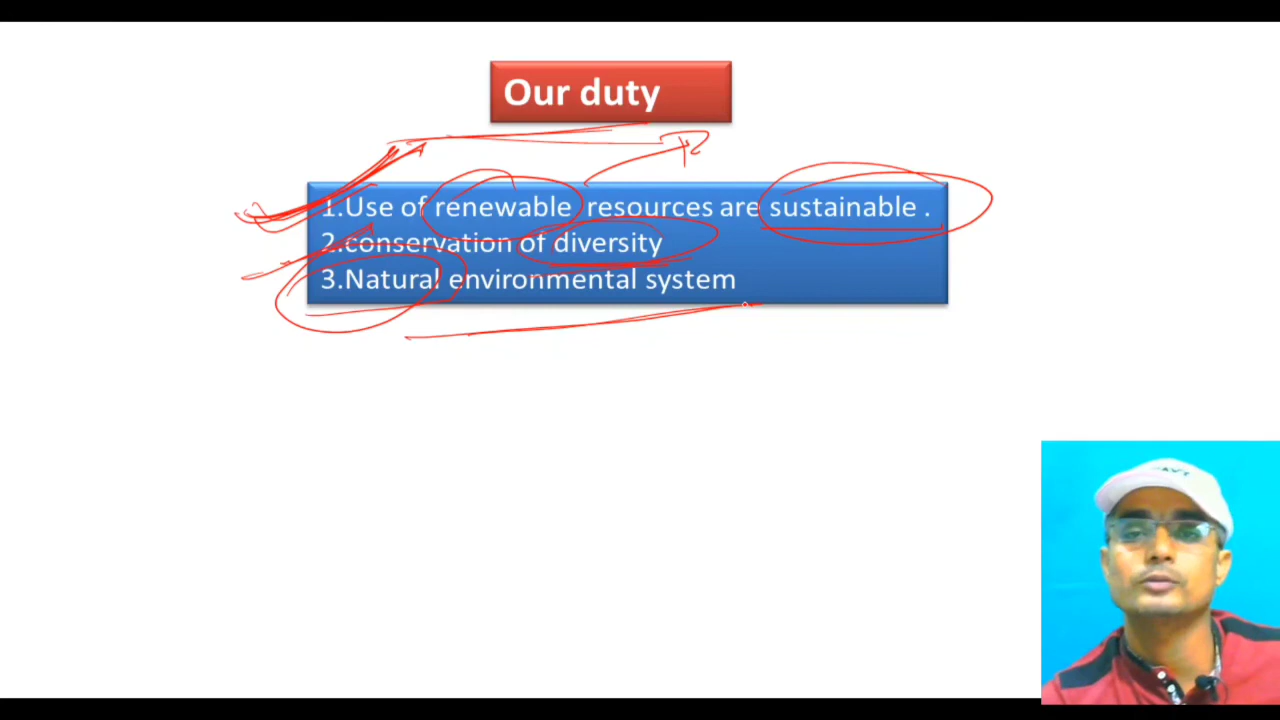 Our duty
1.Use of renewable resources are sustainable .
2.conservation of diversity
3.Natural environmental system